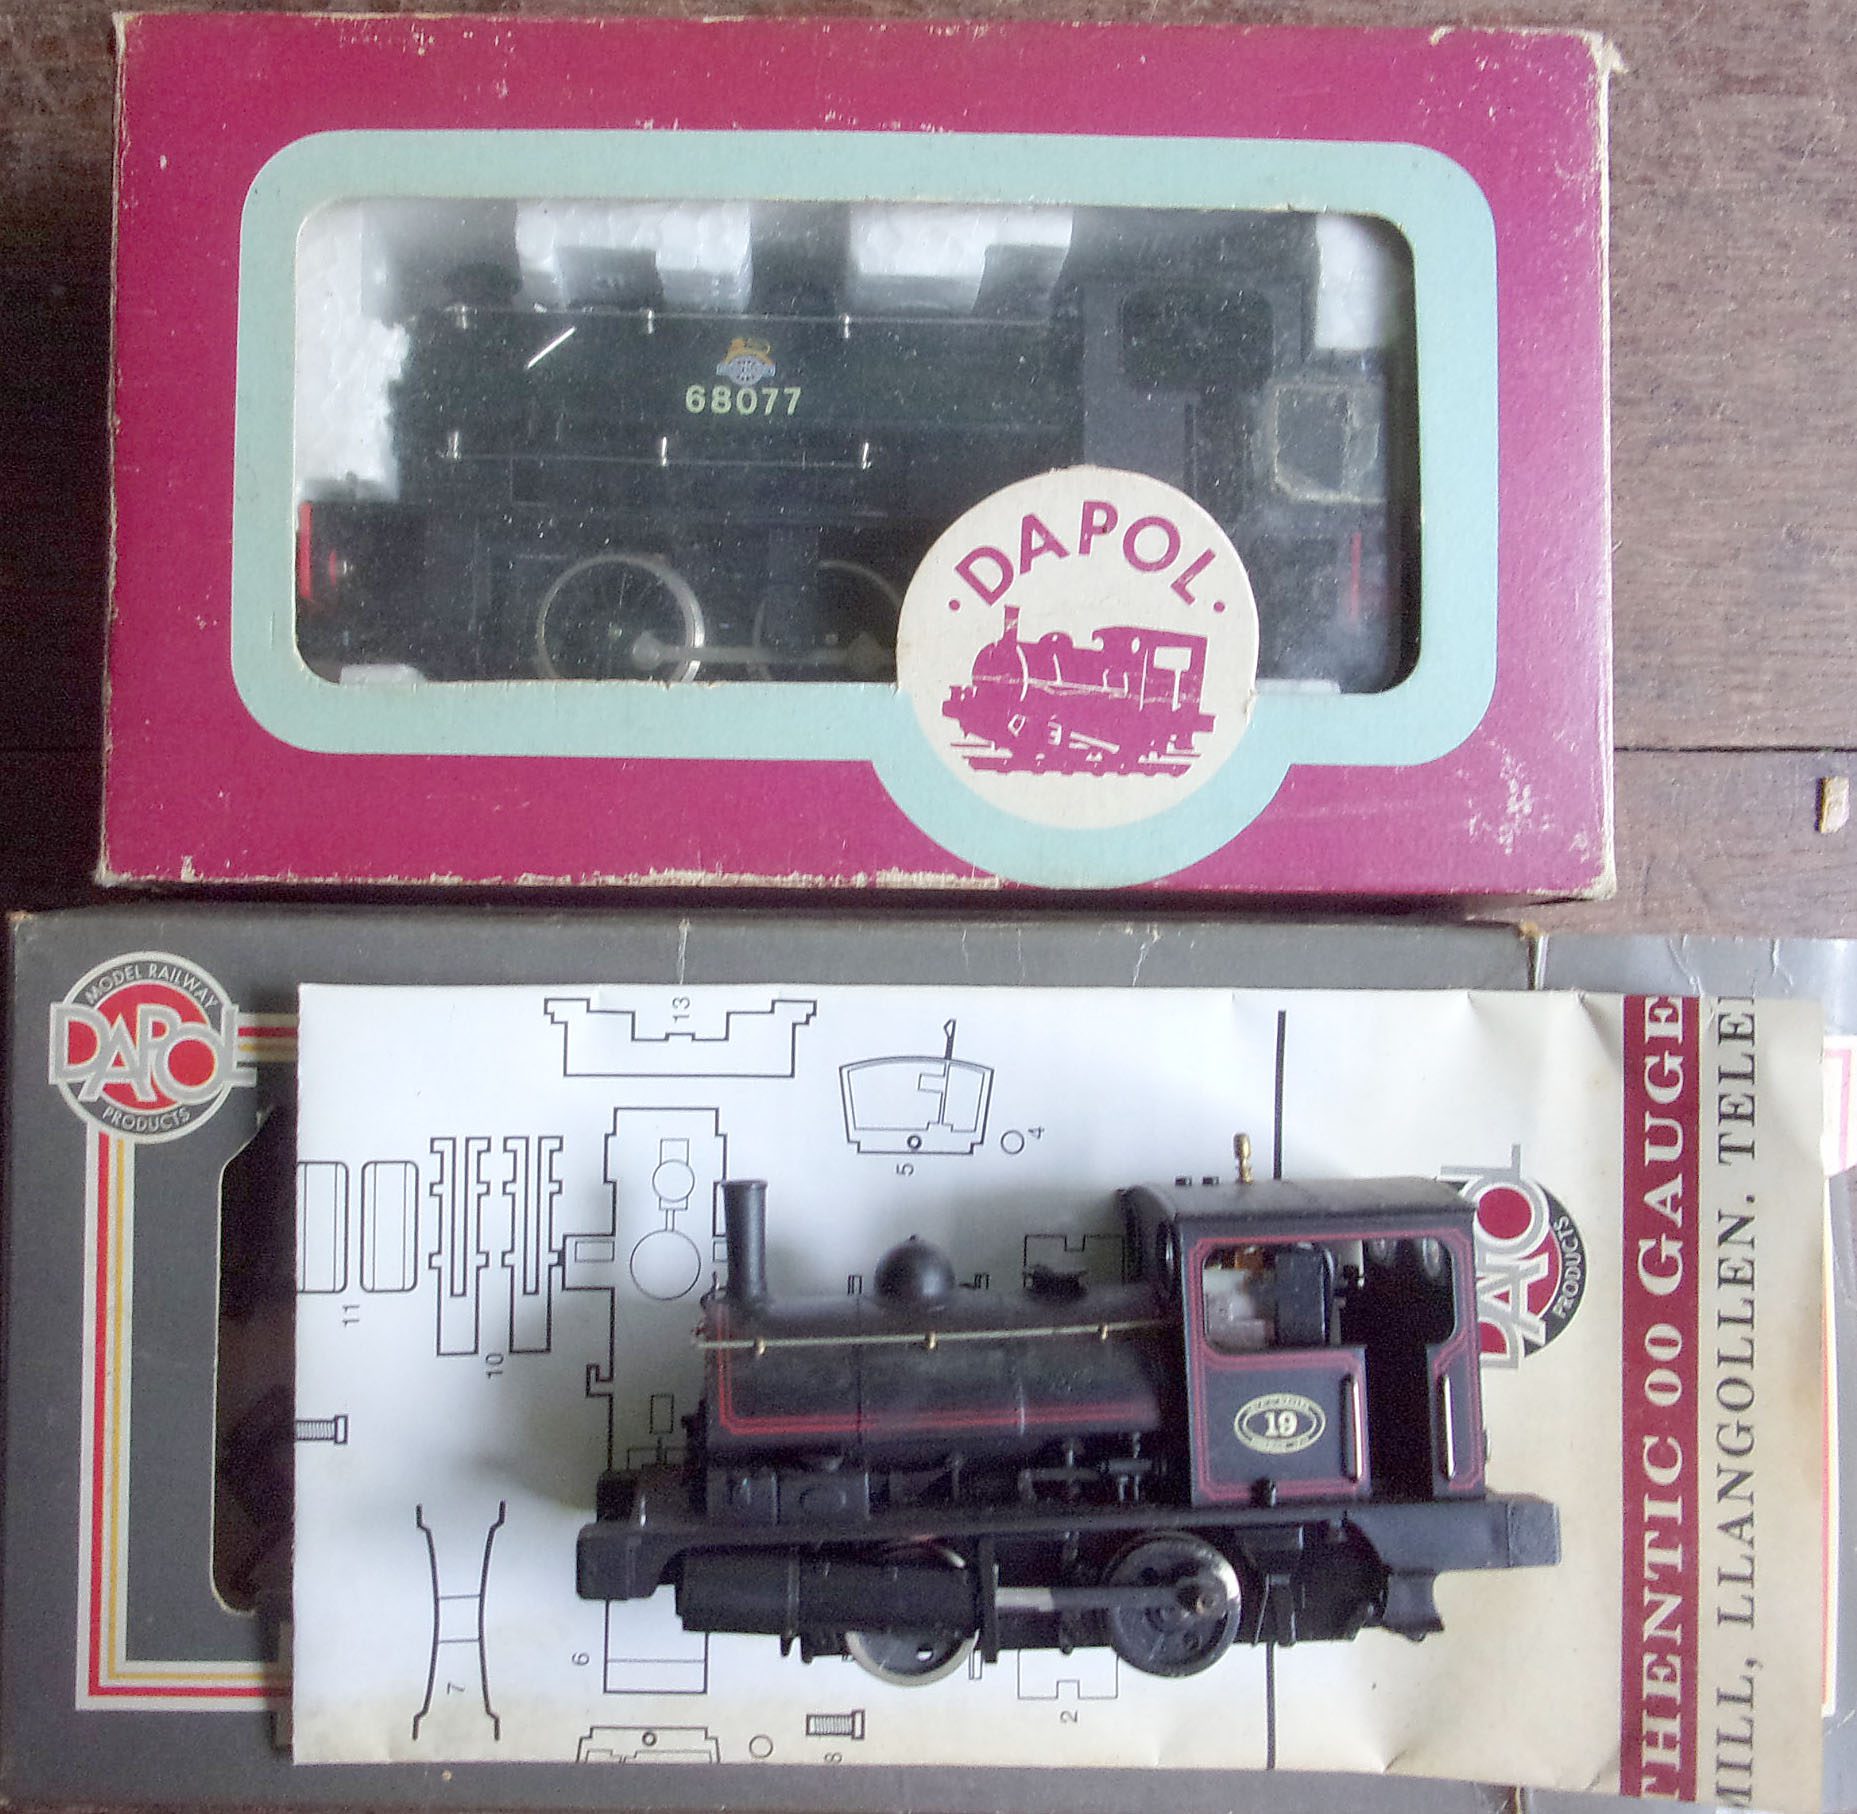 68077
· DAPOL ·
MODEL RAILWAY
DAPOL
PRODUCTS
13
5
4
11
10
7
6
2
8
19
DAPOL
PRODUCTS
THENTIC 00 GAUGE
MILL, LLANGOLLEN. TELE